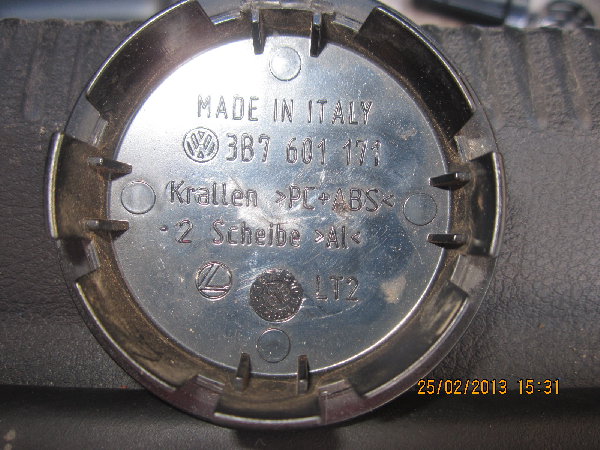 MADE IN ITALY
3B7 601 171
Krallen >PC+ABS<
-2 Scheibe >Al<
LT2
25/02/2013 15:31